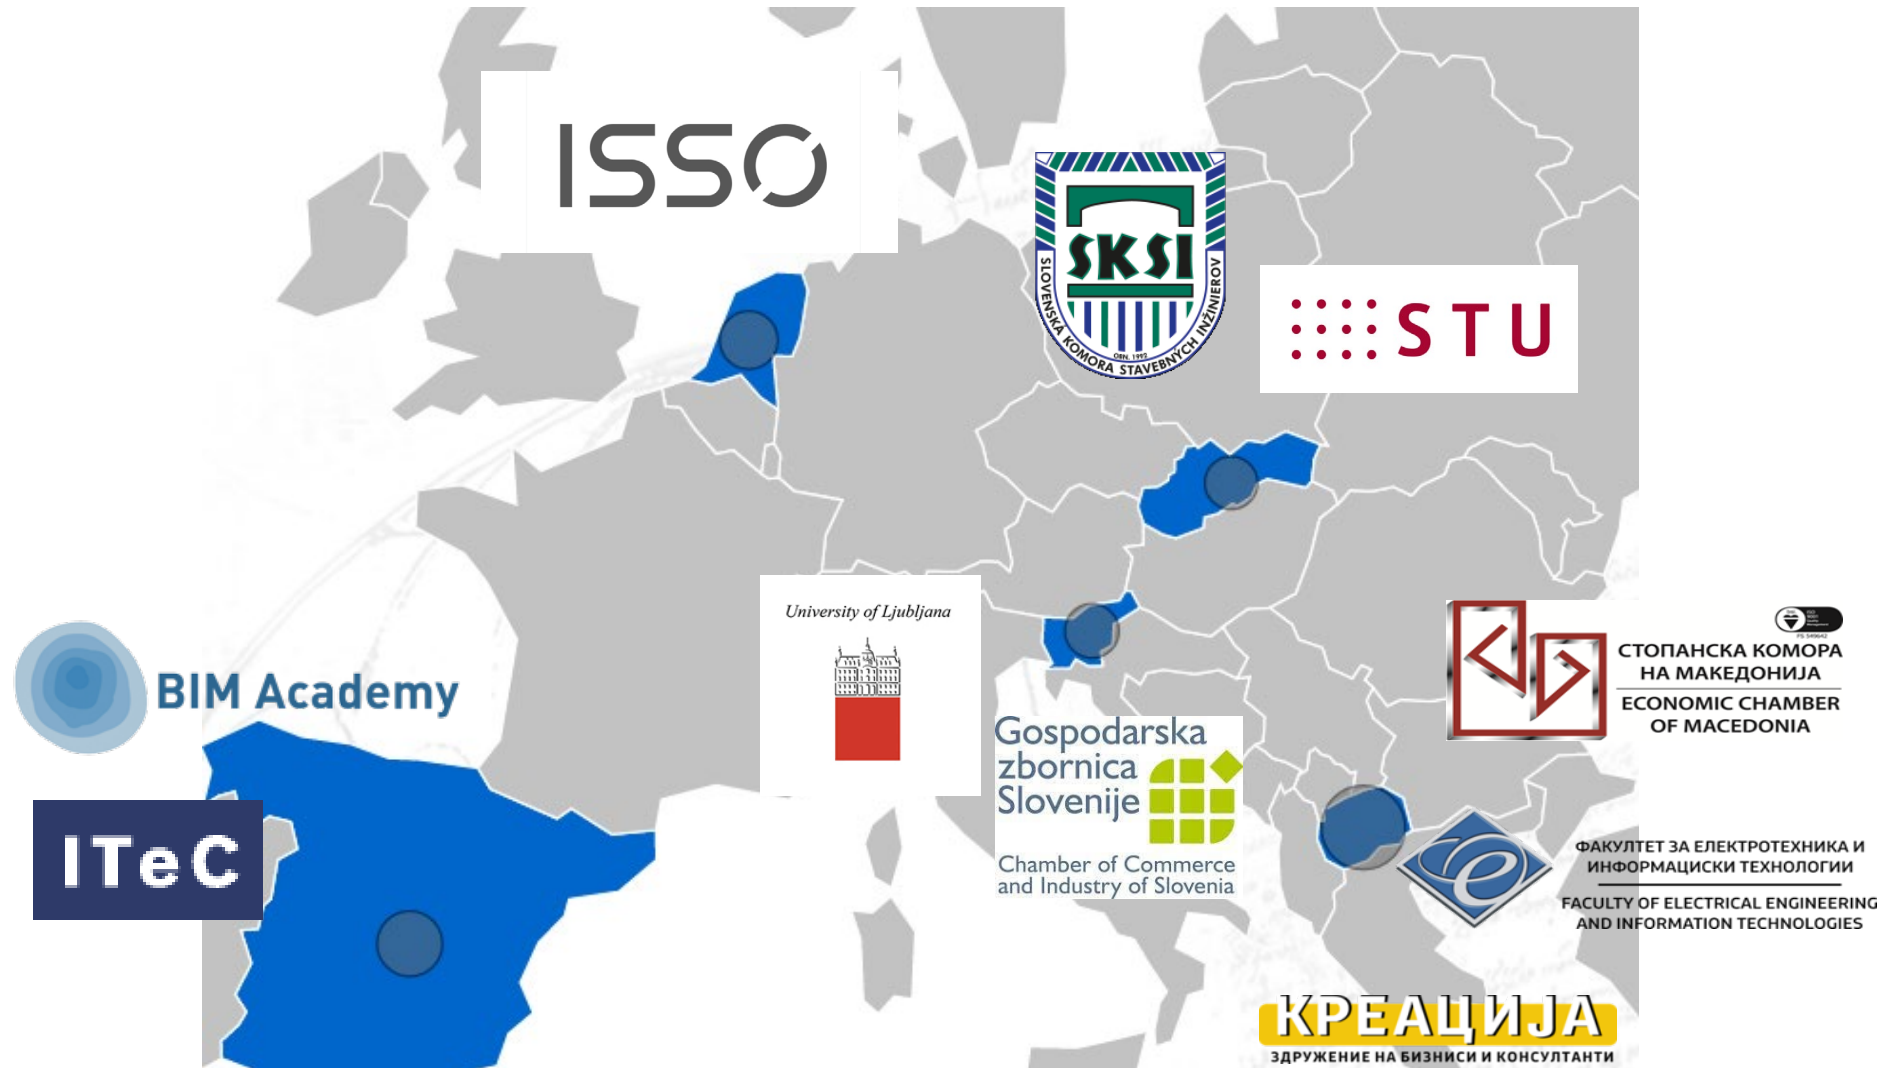 ISSO
SKSI
SLOVENSKÁ KOMORA STAVEBNÝCH INŽINIEROV
OBN. 1992
STU
University of Ljubljana
BIM Academy
ITeC
Gospodarska
zbornica
Slovenije
Chamber of Commerce
and Industry of Slovenia
СТОПАНСКА КОМОРА
НА МАКЕДОНИЈА
ECONOMIC CHAMBER
OF MACEDONIA
ФАКУЛТЕТ ЗА ЕЛЕКТРОТЕХНИКА И
ИНФОРМАЦИСКИ ТЕХНОЛОГИИ
FACULTY OF ELECTRICAL ENGINEERING
AND INFORMATION TECHNOLOGIES
КРЕАЦИЈА
ЗДРУЖЕНИЕ НА БИЗНИСИ И КОНСУЛТАНТИ